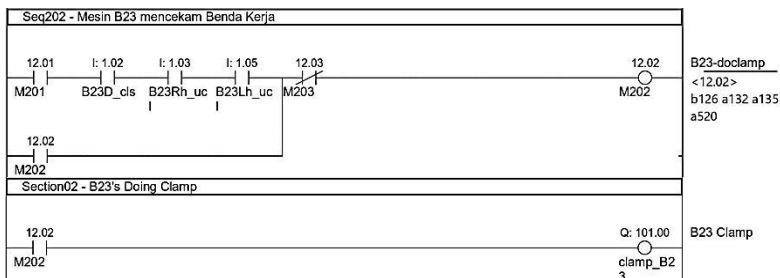 Seq202 - Mesin B23 mencekam Benda Kerja
12.01 I: 1.02 I: 1.03 I: 1.05 12.03 12.02 B23-doclamp
M201 B23D_cls B23Rh_uc B23Lh_uc M203 M202 <12.02>
l l b126 a132 a135
a520
12.02
M202
Section02 - B23's Doing Clamp
12.02 Q: 101.00 B23 Clamp
M202 clamp_B2
3